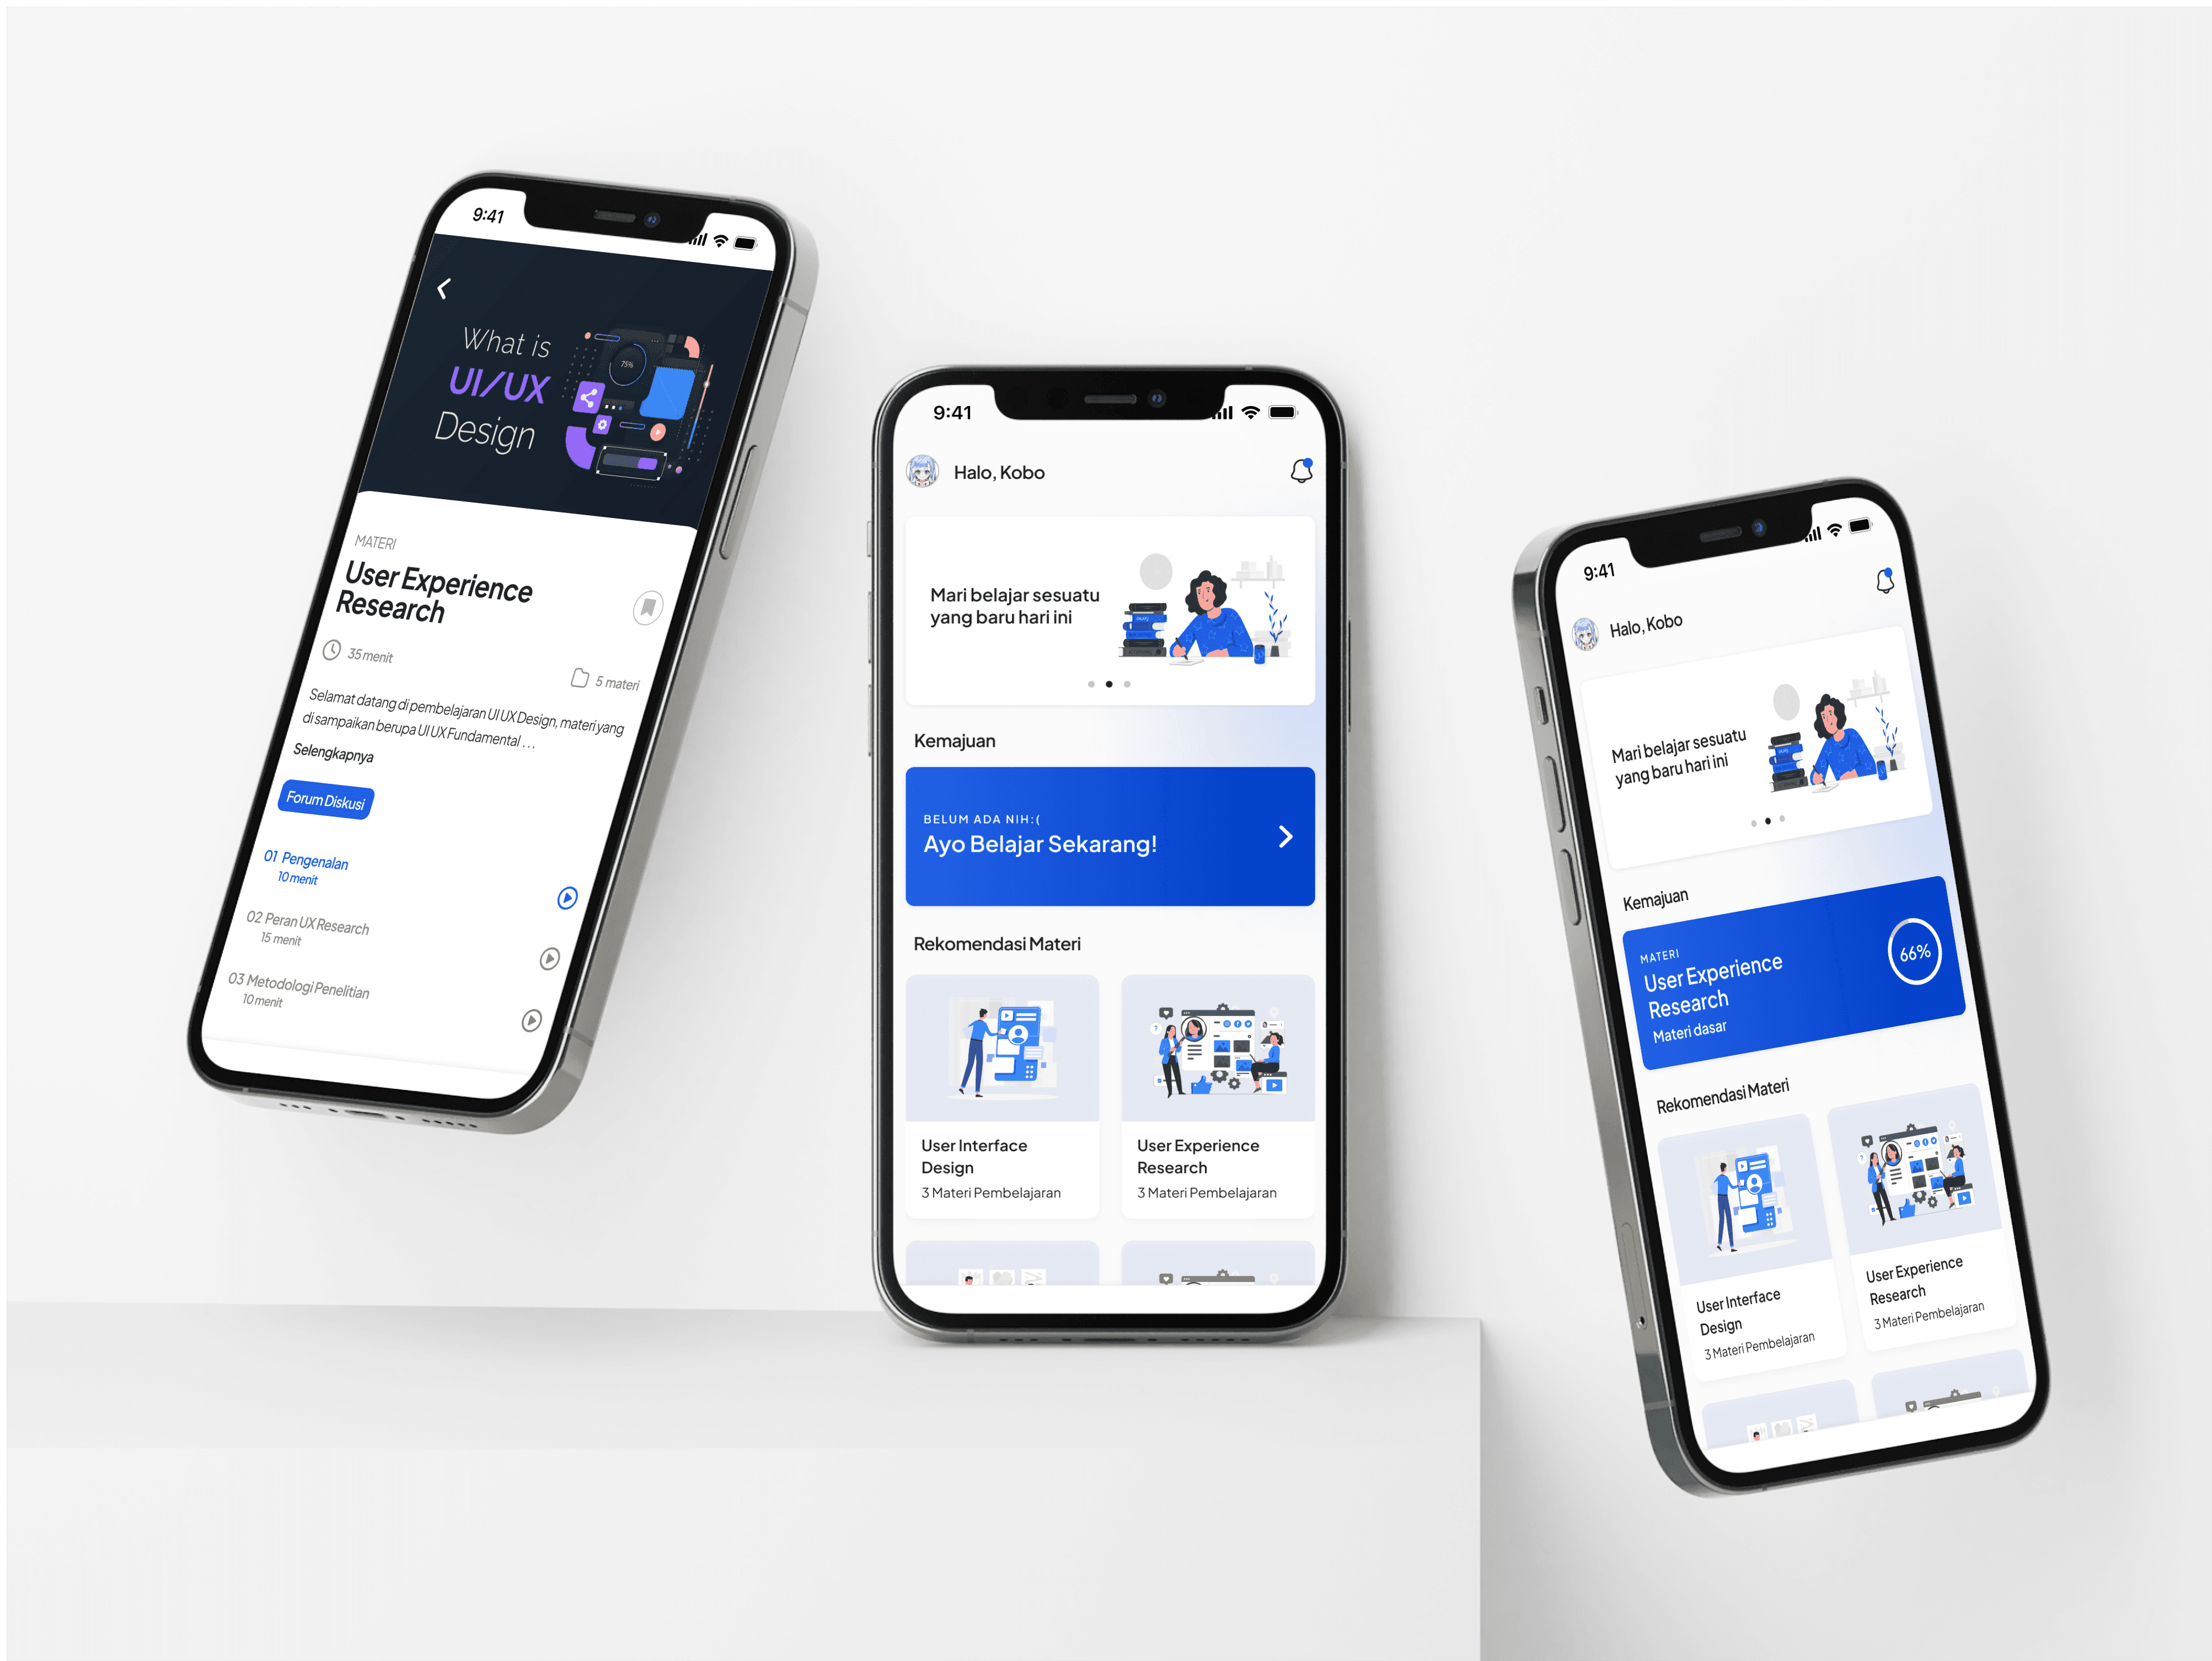 9:41
What is
UI/UX
Design
75%
MATERI
User Experience
Research
35 menit
5 materi
Selamat datang di pembelajaran UI UX Design, materi yang
di sampaikan berupa UI UX Fundamental ...
Selengkapnya
Forum Diskusi
01 Pengenalan
10 menit
02 Peran UX Research
15 menit
03 Metodologi Penelitian
10 menit
9:41
Halo, Kobo
Mari belajar sesuatu
yang baru hari ini
Kemajuan
BELUM ADA NIH:(
Ayo Belajar Sekarang!
Rekomendasi Materi
User Interface
Design
3 Materi Pembelajaran
User Experience
Research
3 Materi Pembelajaran
9:41
Halo, Kobo
Mari belajar sesuatu
yang baru hari ini
Kemajuan
MATERI
User Experience
Research
Materi dasar
66%
Rekomendasi Materi
User Interface
Design
3 Materi Pembelajaran
User Experience
Research
3 Materi Pembelajaran